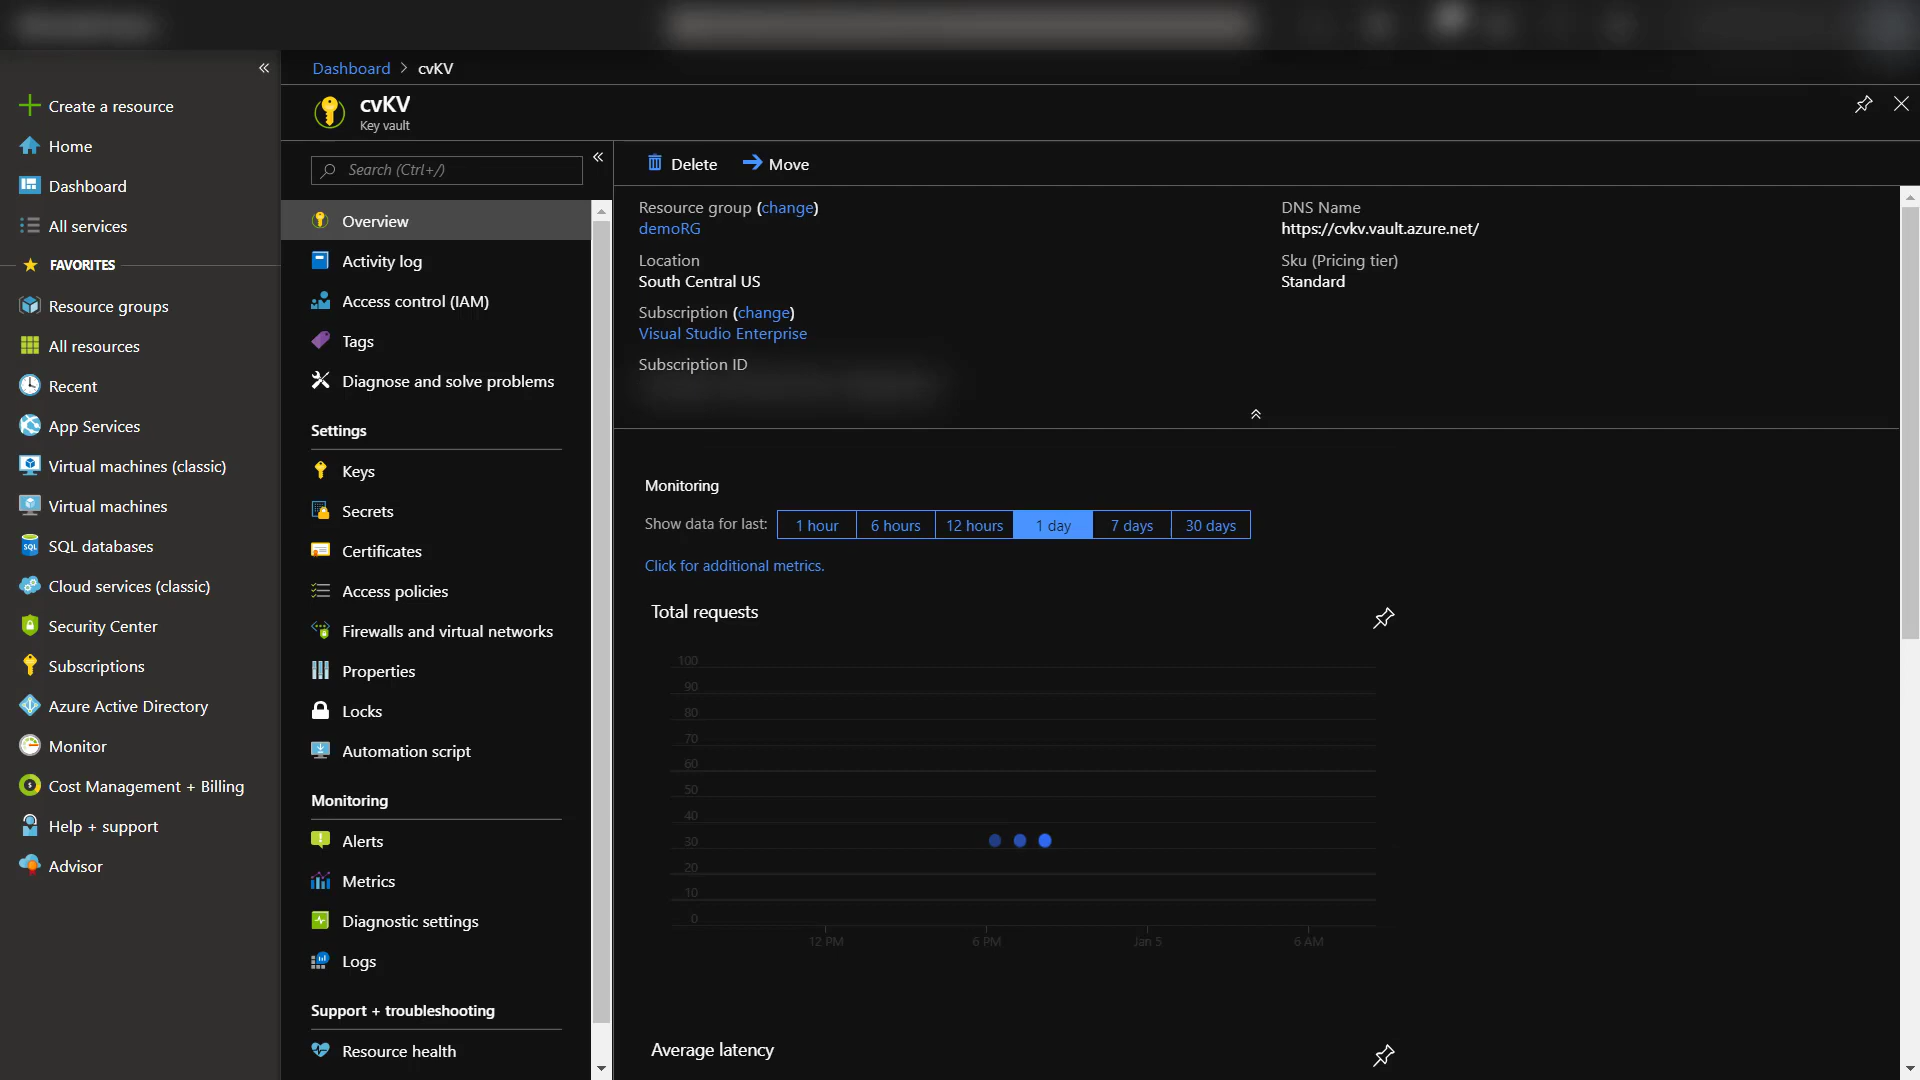 Dashboard > cvKV
cvKV
Key vault
Create a resource
Home
Dashboard
All services
FAVORITES
Resource groups
All resources
Recent
App Services
Virtual machines (classic)
Virtual machines
SQL databases
Cloud services (classic)
Security Center
Subscriptions
Azure Active Directory
Monitor
Cost Management + Billing
Help + support
Advisor
Search (Ctrl+/)
Overview
Activity log
Access control (IAM)
Tags
Diagnose and solve problems
Settings
Keys
Secrets
Certificates
Access policies
Firewalls and virtual networks
Properties
Locks
Automation script
Monitoring
Alerts
Metrics
Diagnostic settings
Logs
Support + troubleshooting
Resource health
Delete Move
Resource group (change)
demoRG
Location
South Central US
Subscription (change)
Visual Studio Enterprise
Subscription ID
DNS Name
https://cvkv.vault.azure.net/
Sku (Pricing tier)
Standard
Monitoring
Show data for last: 1 hour 6 hours 12 hours 1 day 7 days 30 days
Click for additional metrics.
Total requests
100
90
80
70
60
50
40
30
20
10
0
12 PM 6 PM Jan 5 6 AM
Average latency